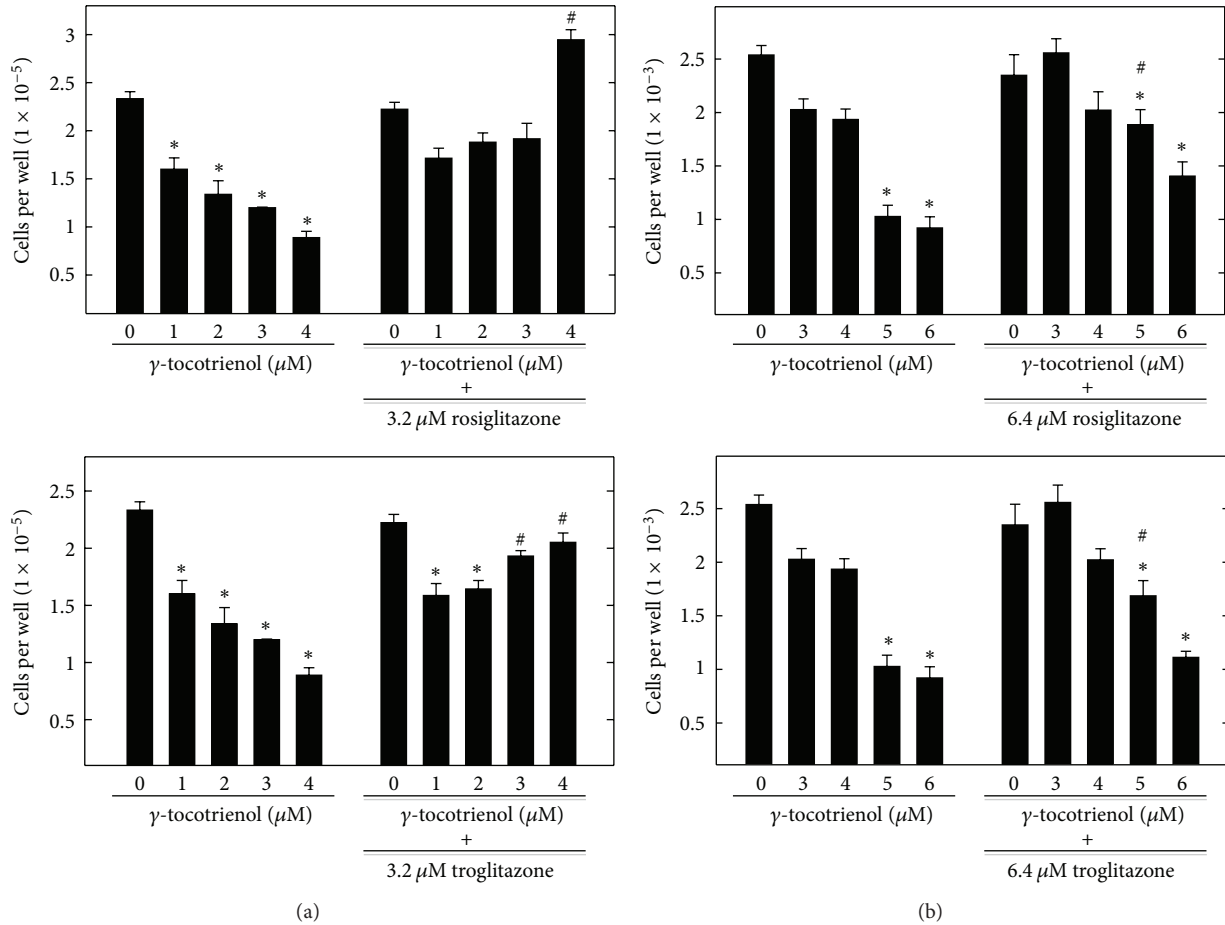 Cells per well (1 × 10⁻⁵)
3
2.5
2
1.5
1
0.5
* * * * #
0 1 2 3 4 0 1 2 3 4
γ-tocotrienol (μM) γ-tocotrienol (μM)
+
3.2 μM rosiglitazone
Cells per well (1 × 10⁻³)
2.5
2
1.5
1
0.5
* * # * *
0 3 4 5 6 0 3 4 5 6
γ-tocotrienol (μM) γ-tocotrienol (μM)
+
6.4 μM rosiglitazone
Cells per well (1 × 10⁻⁵)
2.5
2
1.5
1
0.5
* * * * * * # #
0 1 2 3 4 0 1 2 3 4
γ-tocotrienol (μM) γ-tocotrienol (μM)
+
3.2 μM troglitazone
(a)
Cells per well (1 × 10⁻³)
2.5
2
1.5
1
0.5
* * # * *
0 3 4 5 6 0 3 4 5 6
γ-tocotrienol (μM) γ-tocotrienol (μM)
+
6.4 μM troglitazone
(b)